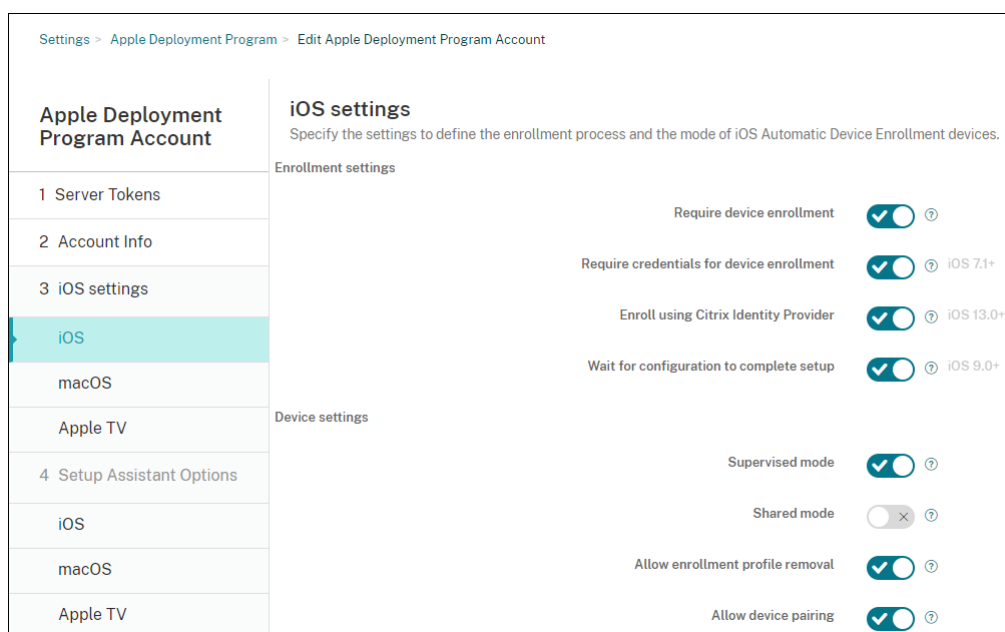 Settings > Apple Deployment Program > Edit Apple Deployment Program Account
Apple Deployment
Program Account
1 Server Tokens
2 Account Info
3 iOS settings
iOS
macOS
Apple TV
4 Setup Assistant Options
iOS
macOS
Apple TV
iOS settings
Specify the settings to define the enrollment process and the mode of iOS Automatic Device Enrollment devices.
Enrollment settings
Require device enrollment ?
Require credentials for device enrollment ? iOS 7.1+
Enroll using Citrix Identity Provider ? iOS 13.0+
Wait for configuration to complete setup ? iOS 9.0+
Device settings
Supervised mode ?
Shared mode ?
Allow enrollment profile removal ?
Allow device pairing ?